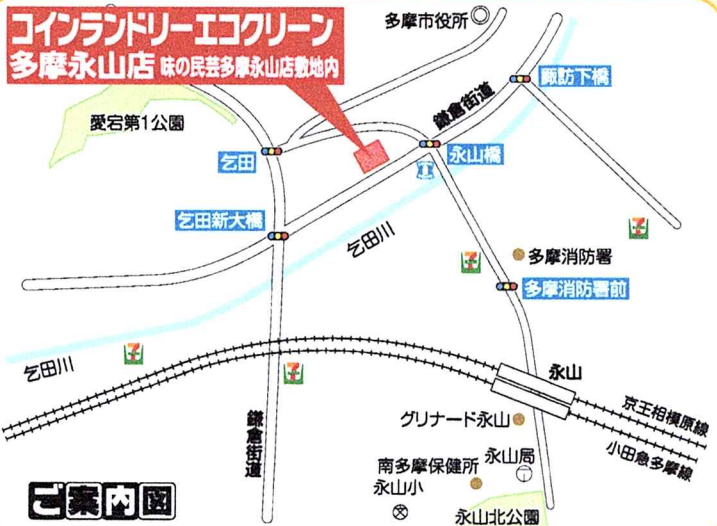 コインランドリーエコクリーン
多摩永山店 味の民芸多摩永山店敷地内
多摩市役所
諏訪下橋
鎌倉街道
愛宕第1公園
乞田
永山橋
乞田新大橋
乞田川
7
多摩消防署
7
多摩消防署前
7
乞田川
7
永山
京王相模原線
小田急多摩線
鎌倉街道
グリナード永山
永山局
南多摩保健所
永山小
永山北公園
ご案内図